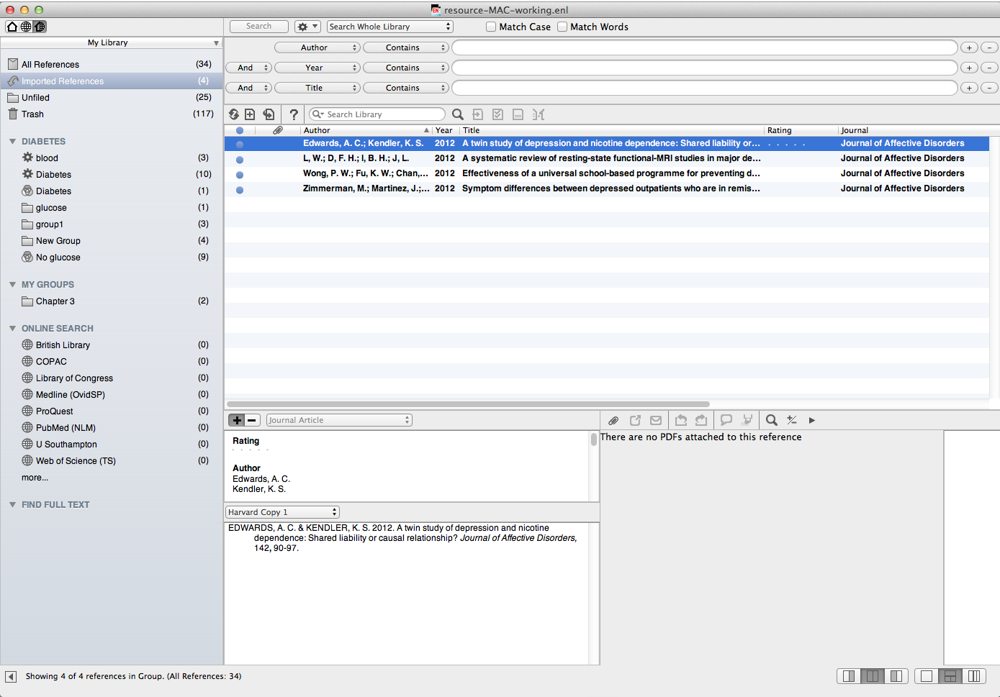 resource-MAC-working.enl
Search
Search Whole Library
Match Case
Match Words
My Library
Author Contains
And Year Contains
And Title Contains
All References (34)
Imported References (4)
Unfiled (25)
Trash (117)
DIABETES
blood (3)
Diabetes (10)
Diabetes (1)
glucose (1)
group1 (3)
New Group (4)
No glucose (9)
MY GROUPS
Chapter 3 (2)
ONLINE SEARCH
British Library (0)
COPAC (0)
Library of Congress (0)
Medline (OvidSP) (0)
ProQuest (0)
PubMed (NLM) (0)
U Southampton (0)
Web of Science (TS) (0)
more...
FIND FULL TEXT
? Search Library
Author Year Title Rating Journal
Edwards, A. C.; Kendler, K. S. 2012 A twin study of depression and nicotine dependence: Shared liability or... Journal of Affective Disorders
L, W.; D, F. H.; I, B. H.; J, L. 2012 A systematic review of resting-state functional-MRI studies in major de... Journal of Affective Disorders
Wong, P. W.; Fu, K. W.; Chan,... 2012 Effectiveness of a universal school-based programme for preventing d... Journal of Affective Disorders
Zimmerman, M.; Martinez, J.;... 2012 Symptom differences between depressed outpatients who are in remis... Journal of Affective Disorders
Journal Article
Rating
Author
Edwards, A. C.
Kendler, K. S.
There are no PDFs attached to this reference
Harvard Copy 1
EDWARDS, A. C. & KENDLER, K. S. 2012. A twin study of depression and nicotine
dependence: Shared liability or causal relationship? Journal of Affective Disorders,
142, 90-97.
Showing 4 of 4 references in Group. (All References: 34)